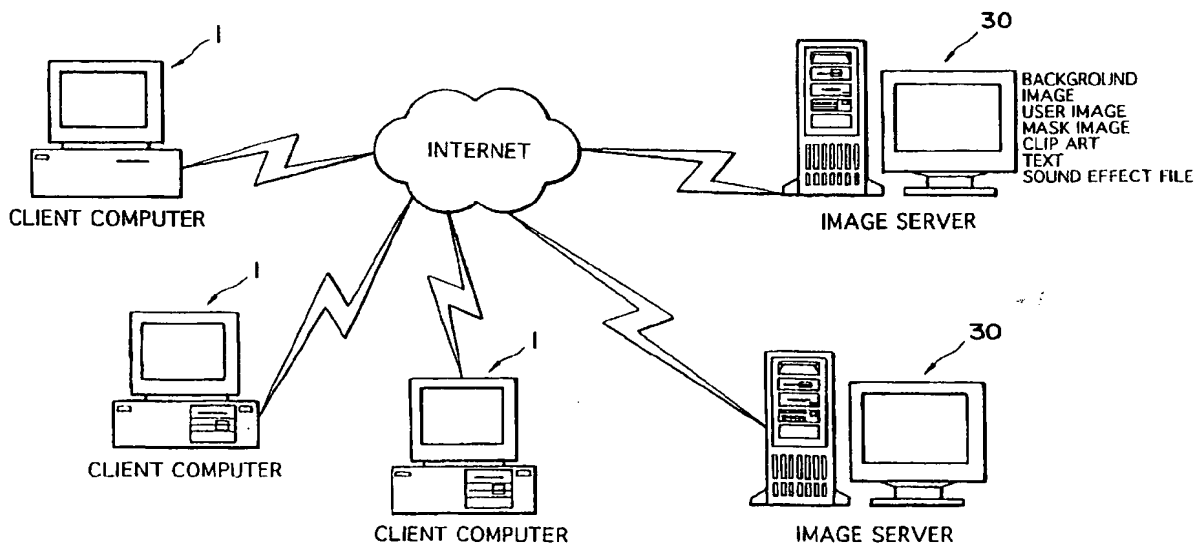 1
30
BACKGROUND
IMAGE
USER IMAGE
MASK IMAGE
CLIP ART
TEXT
SOUND EFFECT FILE
INTERNET
CLIENT COMPUTER
IMAGE SERVER
1
30
1
CLIENT COMPUTER
CLIENT COMPUTER
IMAGE SERVER